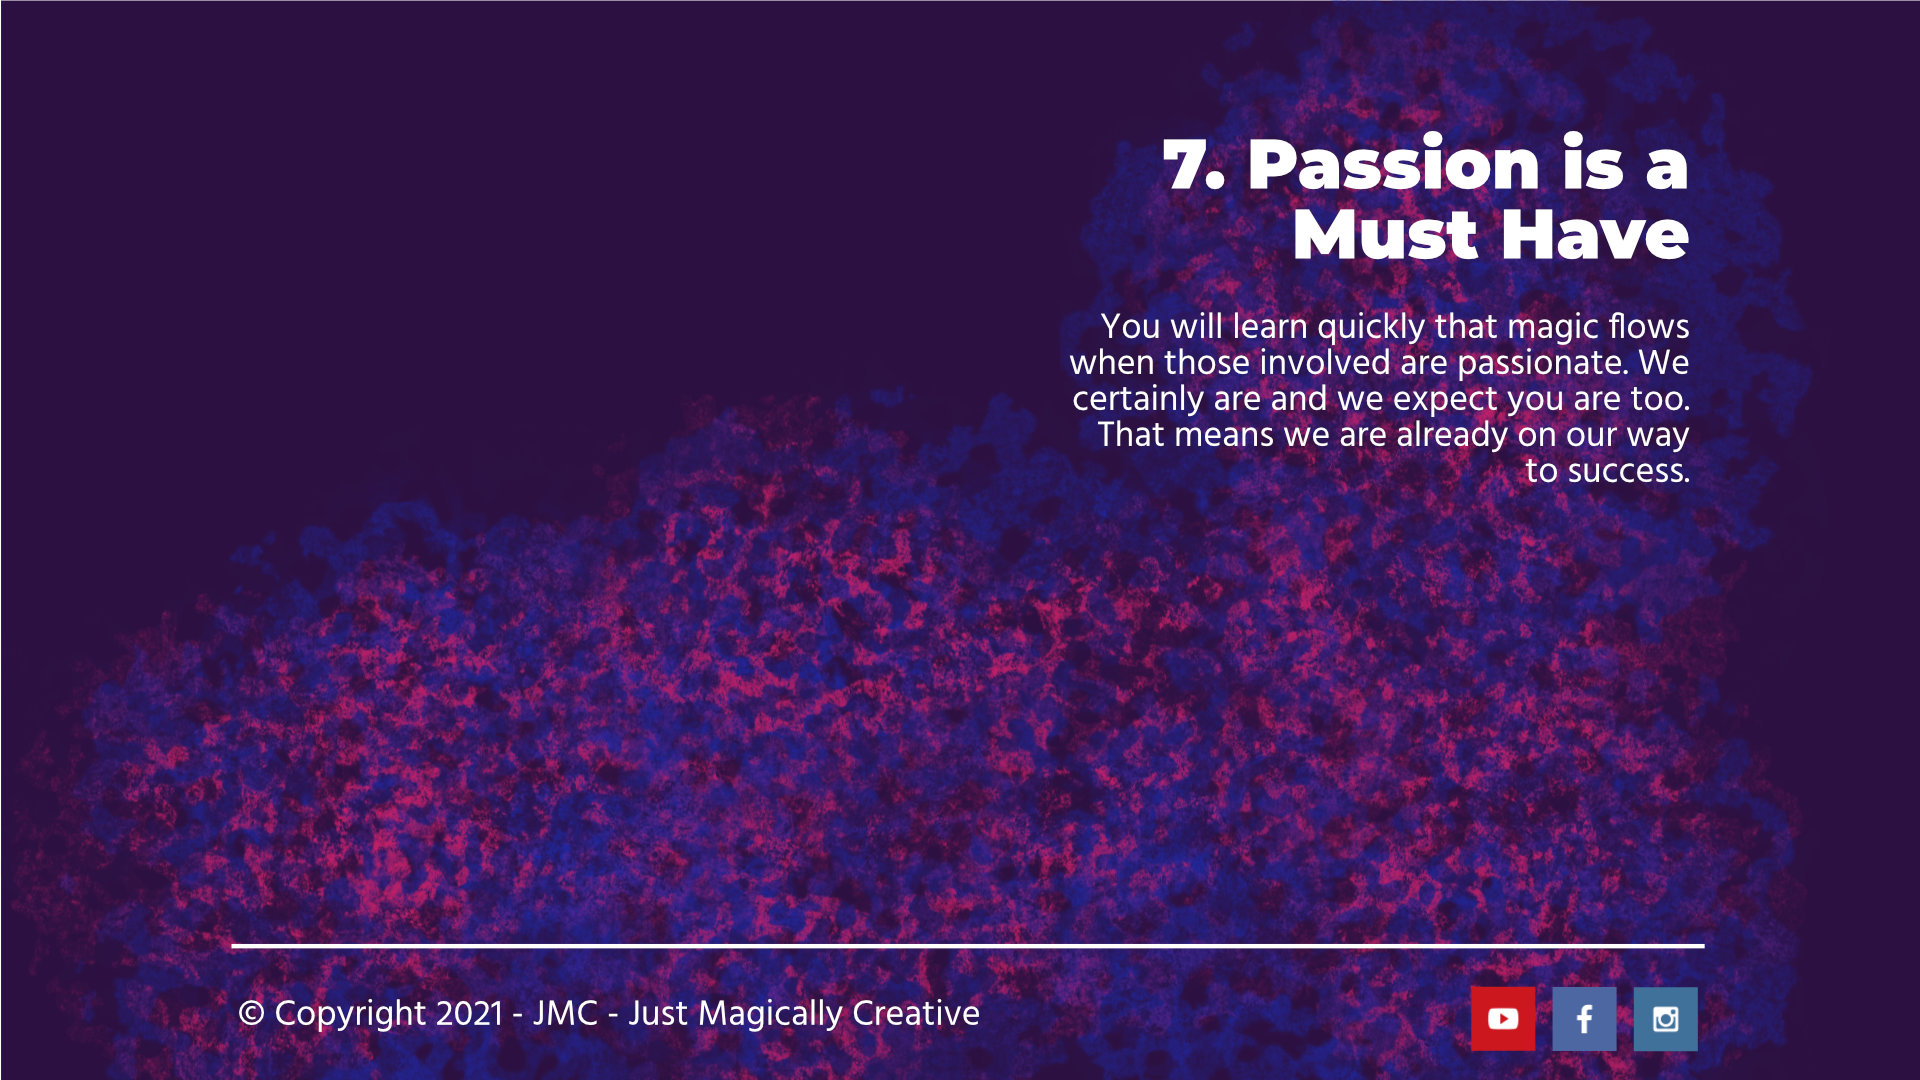 7. Passion is a
Must Have
You will learn quickly that magic flows
when those involved are passionate. We
certainly are and we expect you are too.
That means we are already on our way
to success.
© Copyright 2021 - JMC - Just Magically Creative